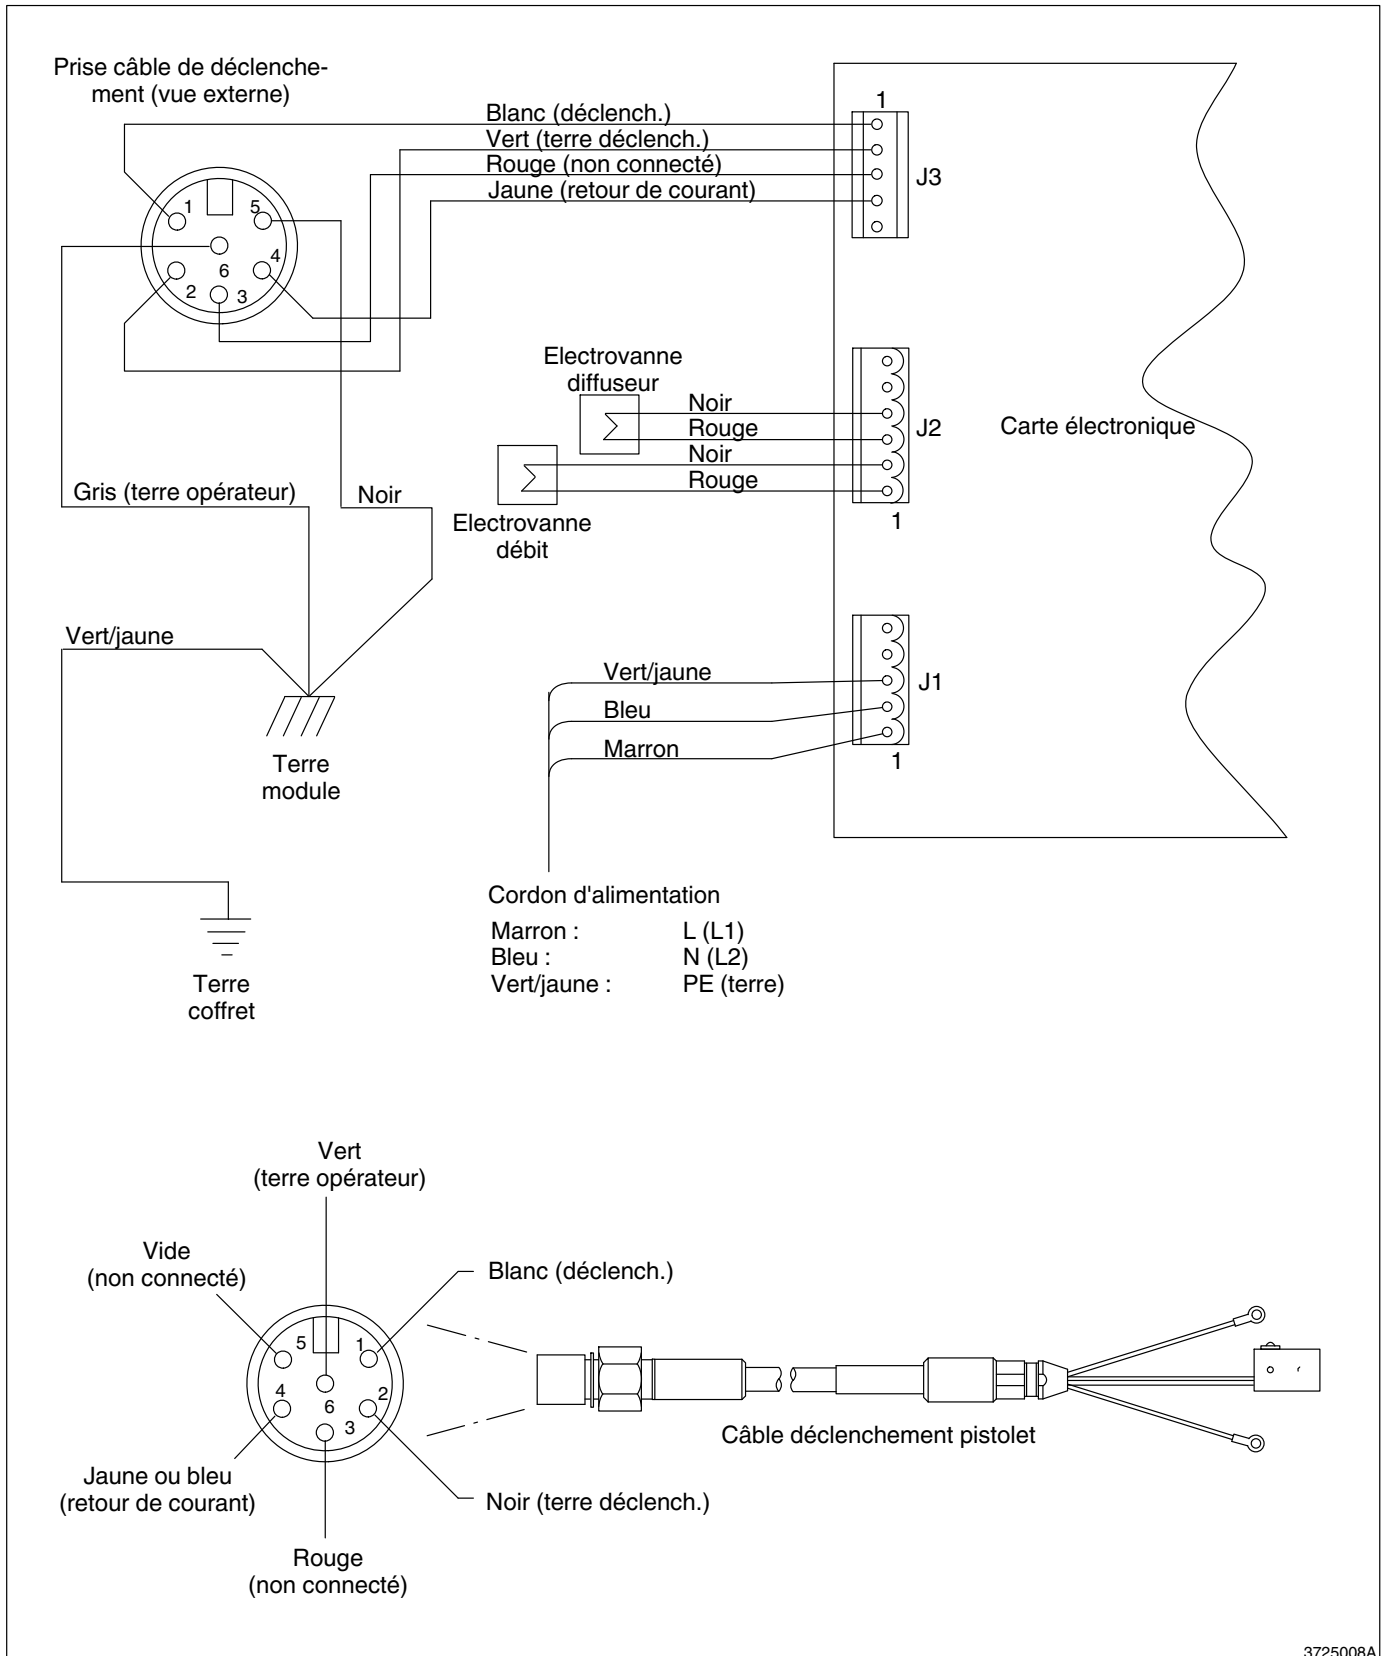 Prise câble de déclenche-
ment (vue externe)
Blanc (déclench.)
Vert (terre déclench.)
Rouge (non connecté)
Jaune (retour de courant)
1
J3
1
5
4
6
2
3
Electrovanne
diffuseur
Noir
Rouge
Noir
Rouge
J2
1
Carte électronique
Electrovanne
débit
Gris (terre opérateur)
Noir
Vert/jaune
Terre
module
Vert/jaune
Bleu
Marron
J1
1
Terre
coffret
Cordon d'alimentation
Marron : L (L1)
Bleu : N (L2)
Vert/jaune : PE (terre)
Vert
(terre opérateur)
Vide
(non connecté)
Blanc (déclench.)
5
1
4
2
6
3
Jaune ou bleu
(retour de courant)
Noir (terre déclench.)
Rouge
(non connecté)
Câble déclenchement pistolet
3725008A